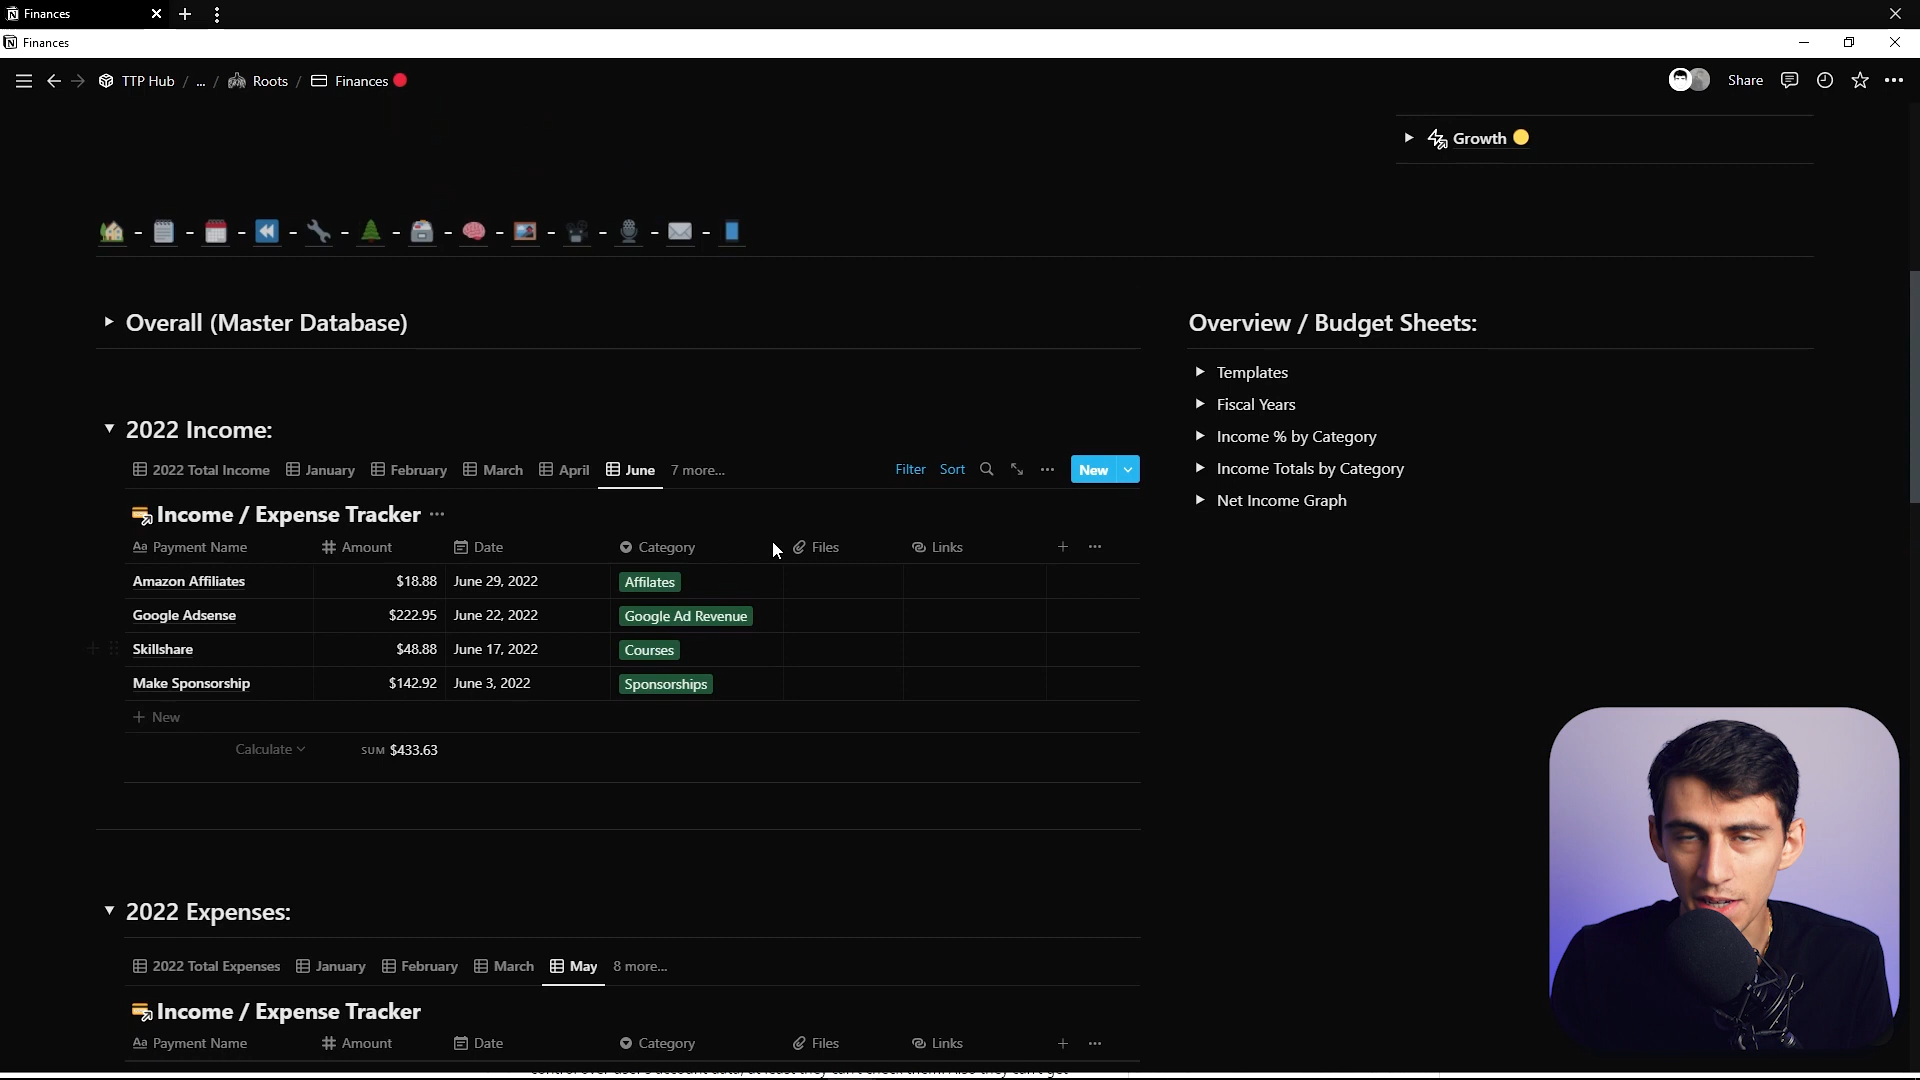 Finances
Finances
TTP Hub / ... / Roots / Finances
Share
Growth
Overall (Master Database)
Overview / Budget Sheets:
Templates
Fiscal Years
Income % by Category
Income Totals by Category
Net Income Graph
2022 Income:
2022 Total Income January February March April June 7 more...
Filter Sort New
Income / Expense Tracker
Aa Payment Name Amount Date Category Files Links
Amazon Affiliates $18.88 June 29, 2022 Affilates
Google Adsense $222.95 June 22, 2022 Google Ad Revenue
Skillshare $48.88 June 17, 2022 Courses
Make Sponsorship $142.92 June 3, 2022 Sponsorships
+ New
Calculate SUM $433.63
2022 Expenses:
2022 Total Expenses January February March May 8 more...
Income / Expense Tracker
Aa Payment Name Amount Date Category Files Links